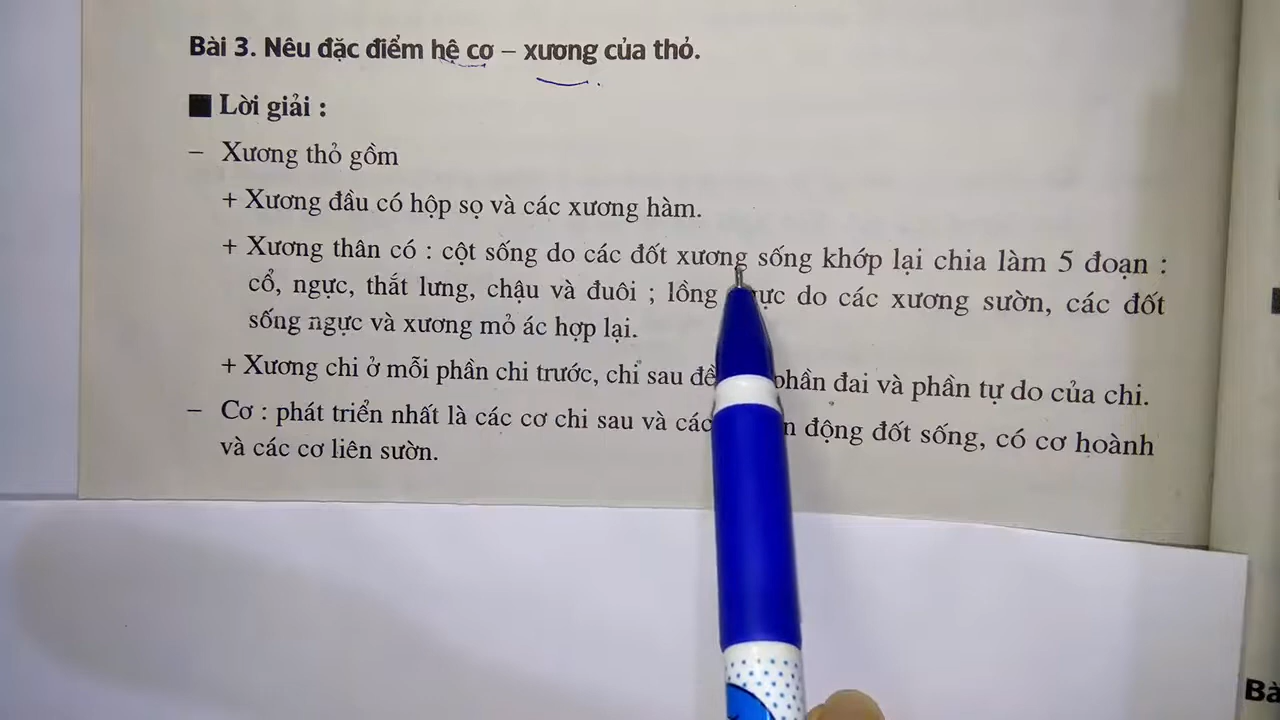 Bài 3. Nêu đặc điểm hệ cơ – xương của thỏ.
■ Lời giải :
– Xương thỏ gồm
+ Xương đầu có hộp sọ và các xương hàm.
+ Xương thân có : cột sống do các đốt xương sống khớp lại chia làm 5 đoạn :
cổ, ngực, thắt lưng, chậu và đuôi ; lồng ngực do các xương sườn, các đốt
sống ngực và xương mỏ ác hợp lại.
+ Xương chi ở mỗi phần chi trước, chi sau phần đai và phần tự do của chi.
– Cơ : phát triển nhất là các cơ chi sau và các động đốt sống, có cơ hoành
và các cơ liên sườn.